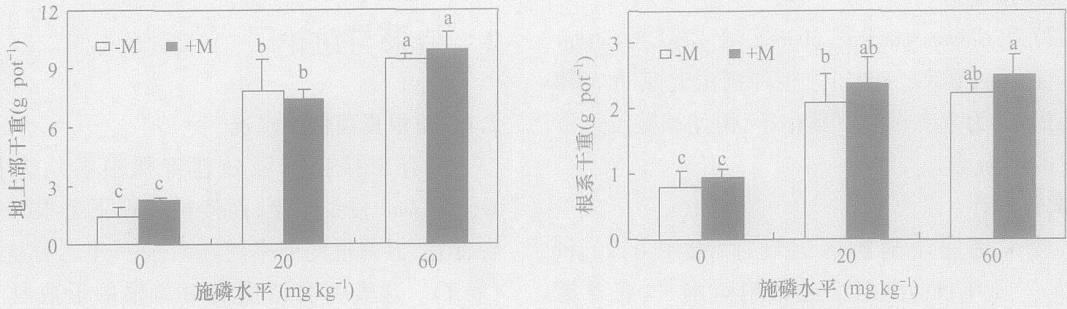 12
9
6
3
0
地上部干重(g pot⁻¹)
-M +M
c c b b a a
0 20 60
施磷水平 (mg kg⁻¹)
3
2
1
0
根系干重(g pot⁻¹)
-M +M
c c b ab ab a
0 20 60
施磷水平 (mg kg⁻¹)